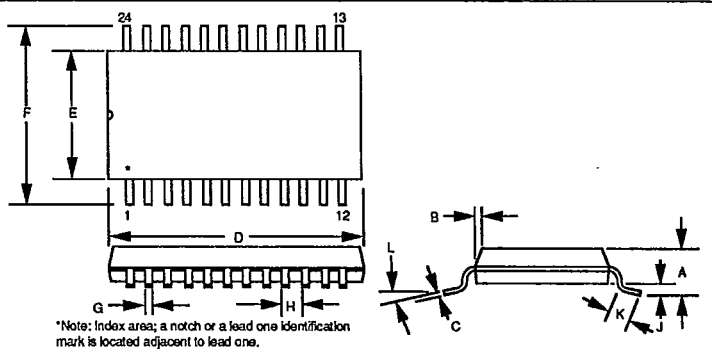 24 13
F
E
*
1 12
D
B
L
A
G
H
C
K
J
*Note: Index area; a notch or a lead one identification
mark is located adjacent to lead one.